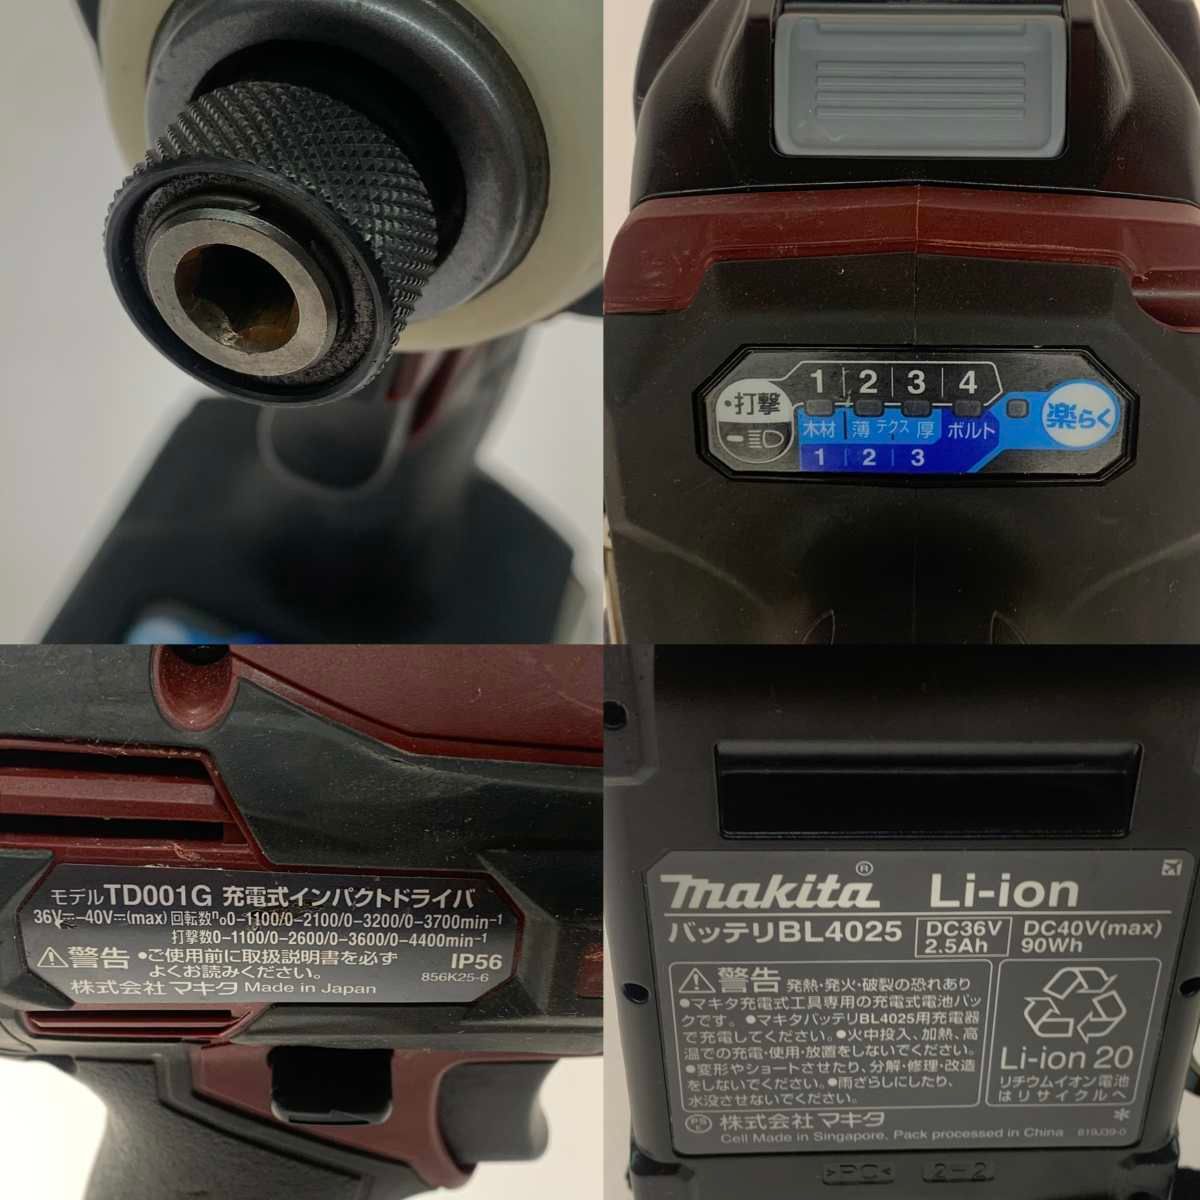 1 2 3 4
・打撃
木材 薄 テクス 厚 ボルト
楽らく
1 2 3
モデルTD001G 充電式インパクトドライバ
36V⎓-40V⎓(max) 回転数n₀0-1100/0-2100/0-3200/0-3700min⁻¹
打撃数0-1100/0-2600/0-3600/0-4400min⁻¹
⚠警告 ・ご使用前に取扱説明書を必ず
よくお読みください。
IP56
856K25-6
株式会社 マキタ Made in Japan
makita® Li-ion
バッテリBL4025
DC36V
2.5Ah
DC40V(max)
90Wh
⚠警告 発熱・発火・破裂の恐れあり
●マキタ充電式工具専用の充電式電池パッ
クです。●マキタバッテリBL4025用充電器
で充電してください。●火中投入、加熱、高
温での充電・使用・放置をしないでください。
●変形やショートさせたり、分解・修理・改造
をしないでください。●雨ざらしにしたり、
水没させないでください。
Li-ion 20
リチウムイオン電池
はリサイクルへ
PS 株式会社 マキタ *
Cell Made in Singapore, Pack processed in China 819J39-0
>PC< 2-2